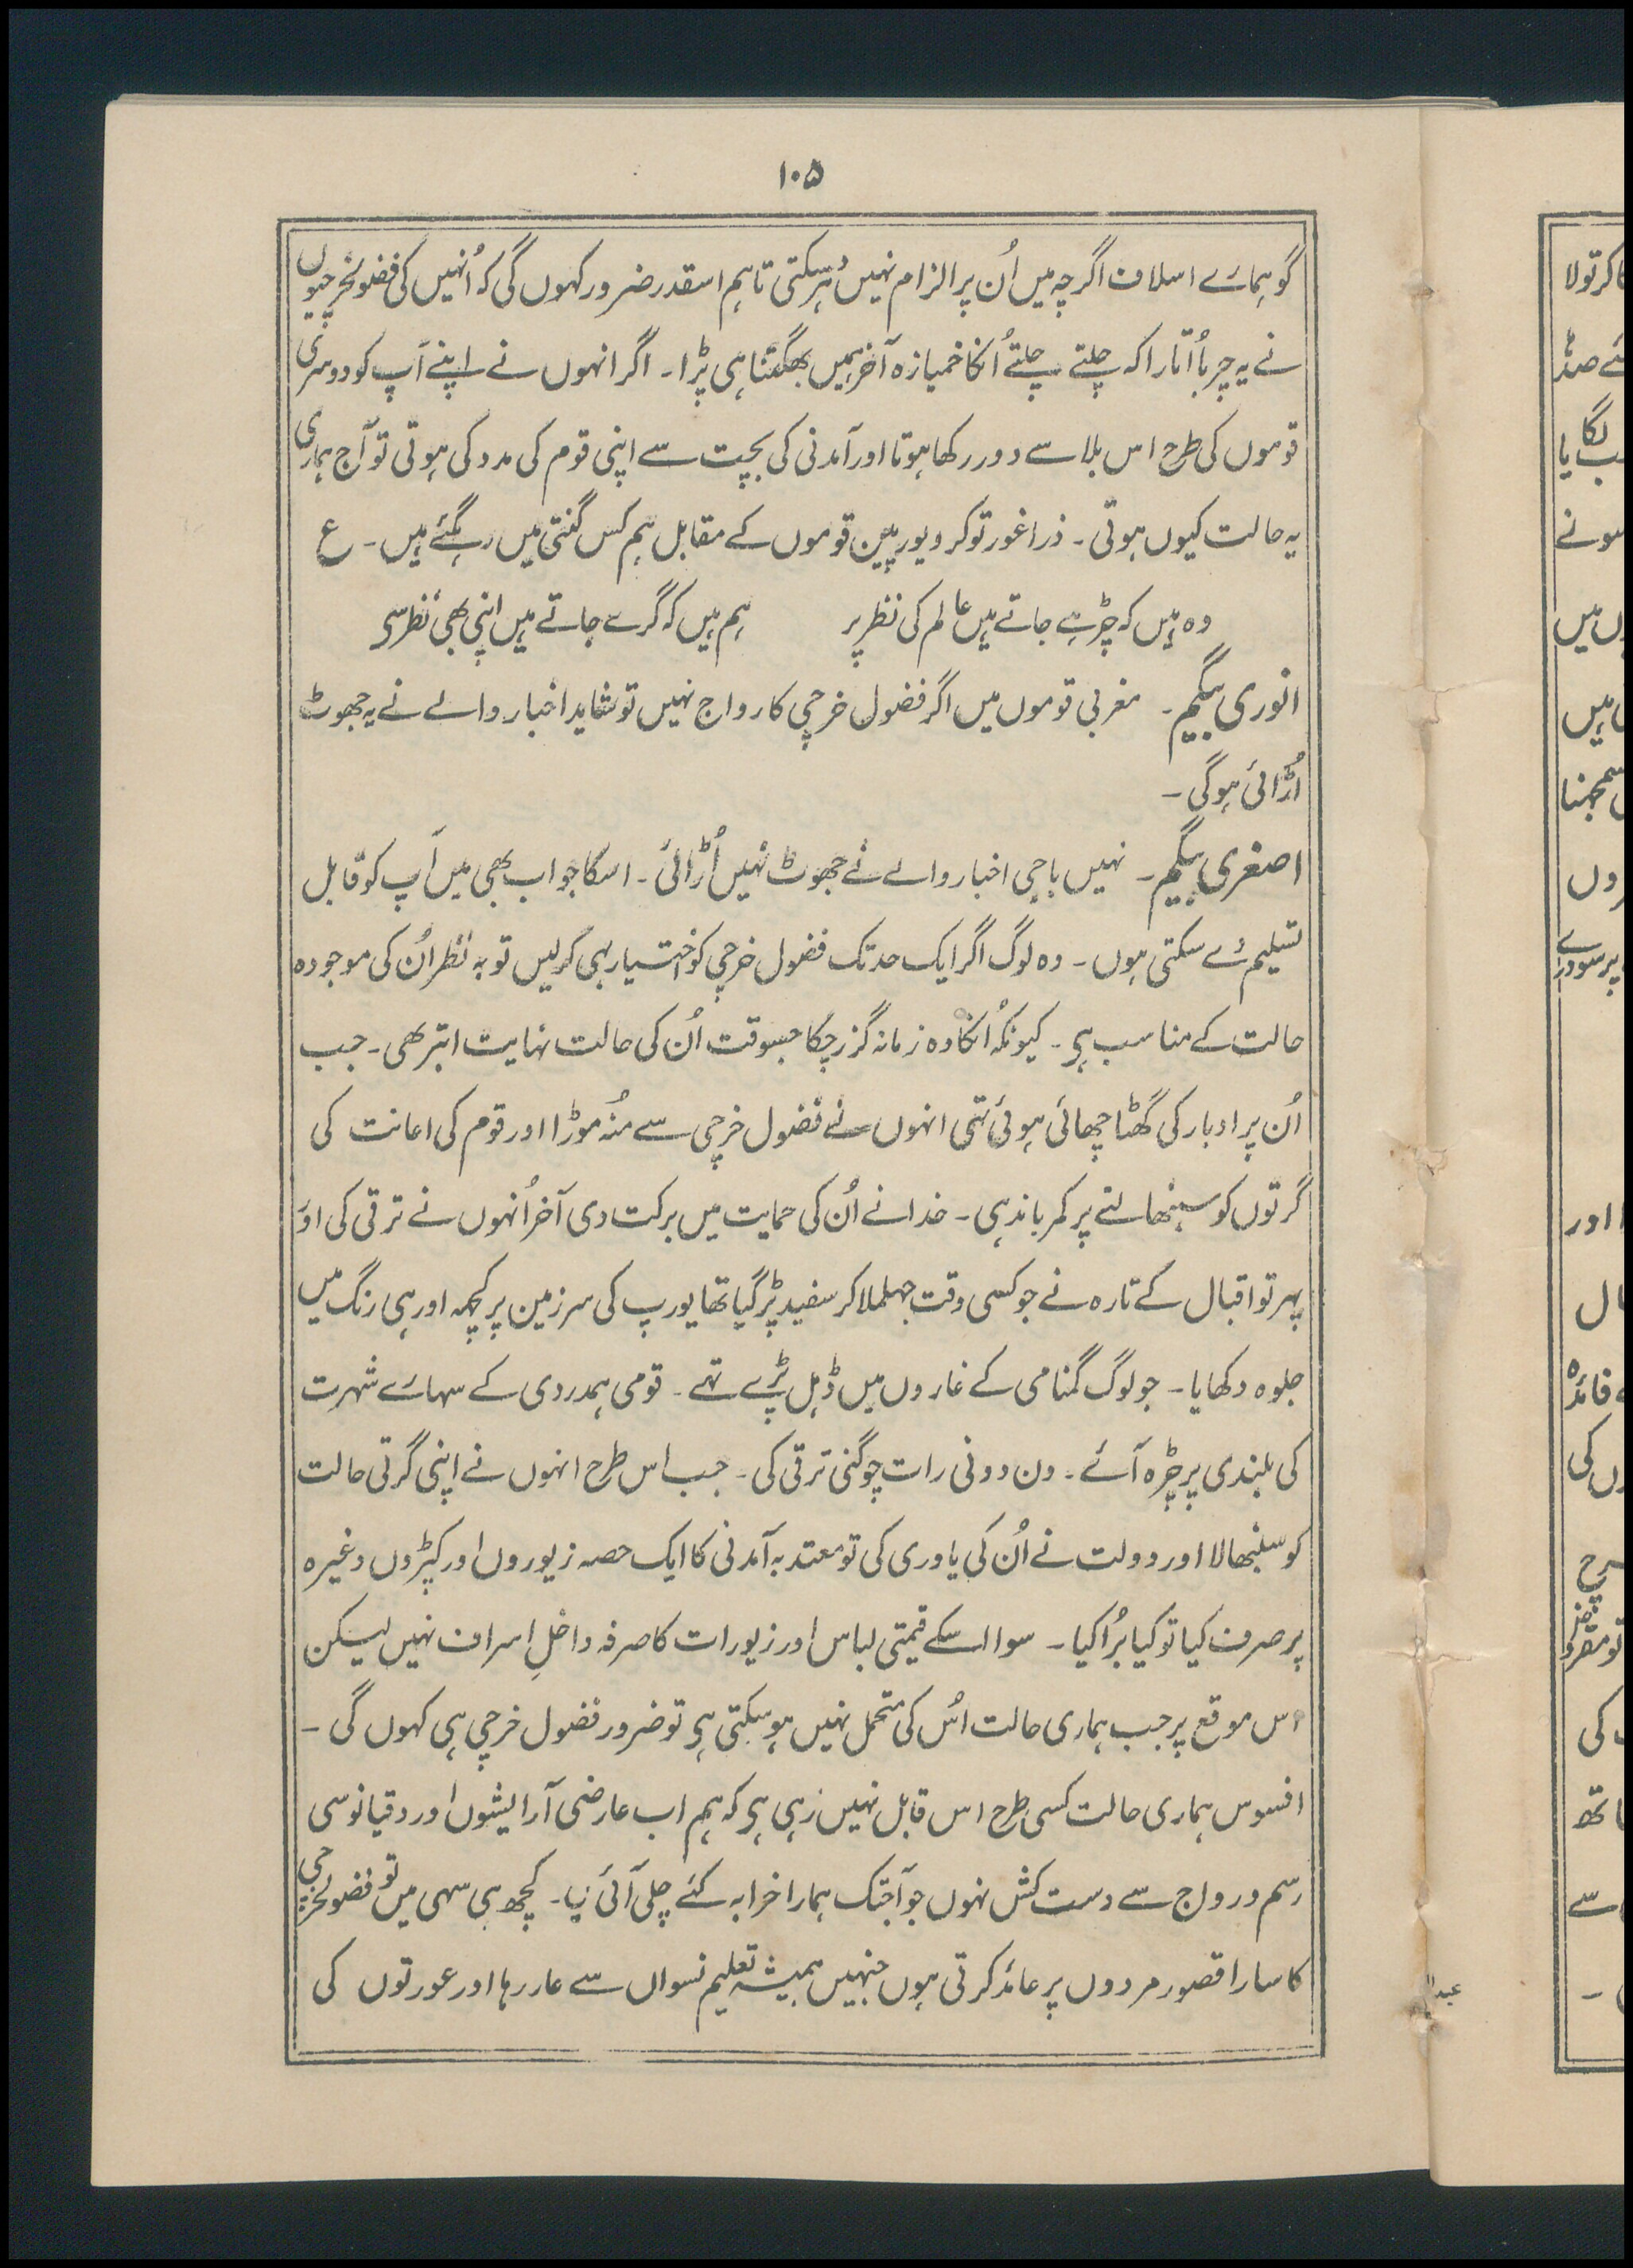 ۱۰۵
گو ہمارے اسلاف اگرچہ میں اُن پر الزام نہیں دہر سکتی تاہم اسقدر ضرور کہوں گی کہ اُنہیں کی فضولخرچیوں
نے یہ چربا اُتارا کہ چلتے چلتے اُنکا خمیازہ آخر ہمیں بھگتنا ہی پڑا۔ اگر انہوں نے اپنے آپ کو دوسری
قوموں کی طرح اس بلا سے دور رکھا ہوتا اور آمدنی کی بچت سے اپنی قوم کی مدد کی ہوتی تو آج ہماری
یہ حالت کیوں ہوتی۔ ذرا غور تو کرو یورپین قوموں کے مقابل ہم کس گنتی میں رہگئے ہیں۔ ع
وہ ہیں کہ چڑہے جاتے ہیں عالم کی نظر پر ہم ہیں کہ گرے جاتے ہیں اپنی بھی نظر سی
انوری بیگم۔ مغربی قوموں میں اگر فضول خرچی کا رواج نہیں تو شاید اخبار والے نے یہ جھوٹ
اُڑائی ہوگی۔
اصغری بیگم۔ نہیں باجی اخبار والے نے جھوٹ نہیں اُڑائی۔ اسکا جواب بھی میں آپ کو قابل
تسلیم دے سکتی ہوں۔ وہ لوگ اگر ایک حد تک فضول خرچی کو اختیار بہی کرلیں تو بہ نظر اُن کی موجودہ
حالت کے مناسب ہی۔ کیونکہ اُنکا وہ زمانہ گزر چکا جسوقت اُن کی حالت نہایت ابتر تھی۔ جب
اُن پر ادبار کی گھٹا چھائی ہوئی تہی انہوں نے فضول خرچی سے مُنہ موڑا اور قوم کی اعانت کی
گرتوں کو سنبھالنے پر کمر باندہی۔ خدا نے اُن کی حمایت میں برکت دی آخر اُنہوں نے ترقی کی اور
پہر تو اقبال کے تارہ نے جو کسی وقت جہلملا کر سفید پڑ گیا تھا یورپ کی سرزمین پر کچہہ اور ہی رنگ میں
جلوہ دکھایا۔ جو لوگ گمنامی کے غاروں میں ڈہل پڑے تہے۔ قومی ہمدردی کے سہارے شہرت
کی بلندی پر چڑہ آئے۔ دن دونی رات چوگنی ترقی کی۔ جب اس طرح انہوں نے اپنی گرتی حالت
کو سنبھالا اور دولت نے اُن کی یاوری کی تو معتدبہ آمدنی کا ایک حصہ زیوروں اور کپڑوں وغیرہ
پر صرف کیا تو کیا بُرا کیا۔ سوا اسکے قیمتی لباس اور زیورات کا صرفہ داخلِ اسراف نہیں لیکن
اس موقع پر جب ہماری حالت اُس کی متحمل نہیں ہو سکتی ہی تو ضرور فضول خرچی ہی کہوں گی۔
افسوس ہماری حالت کسی طرح اس قابل نہیں رہی ہی کہ ہم اب عارضی آرایشوں اور دقیانوسی
رسم و رواج سے دست کش نہوں جو آجتک ہمارا خرابہ کئے چلی آئی ہیں۔ کچھ ہی سہی میں تو فضولخرچی
کا سارا قصور مردوں پر عائد کرتی ہوں جنہیں ہمیشہ تعلیم نسواں سے عار رہا اور عورتوں کی